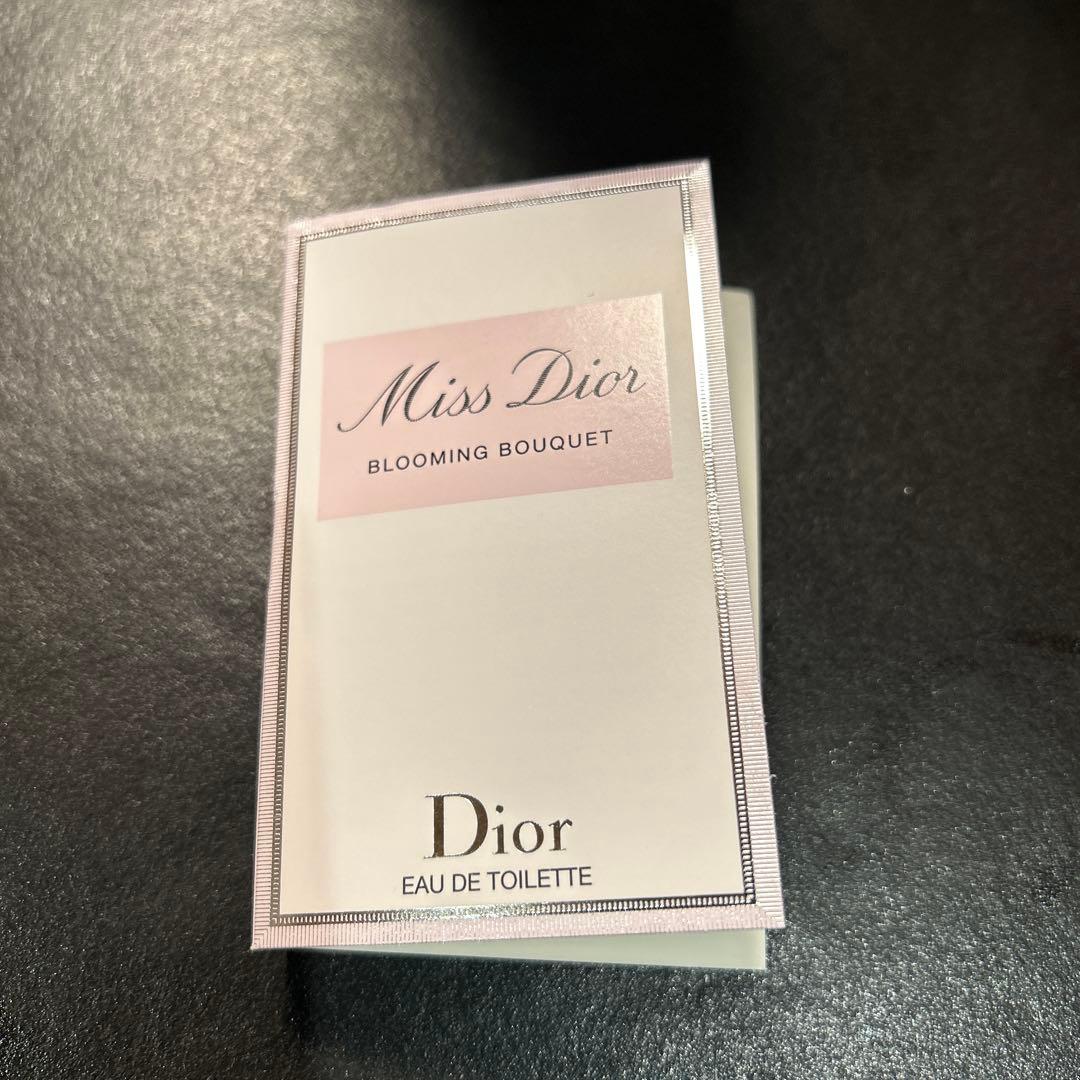 Miss Dior
BLOOMING BOUQUET
Dior
EAU DE TOILETTE